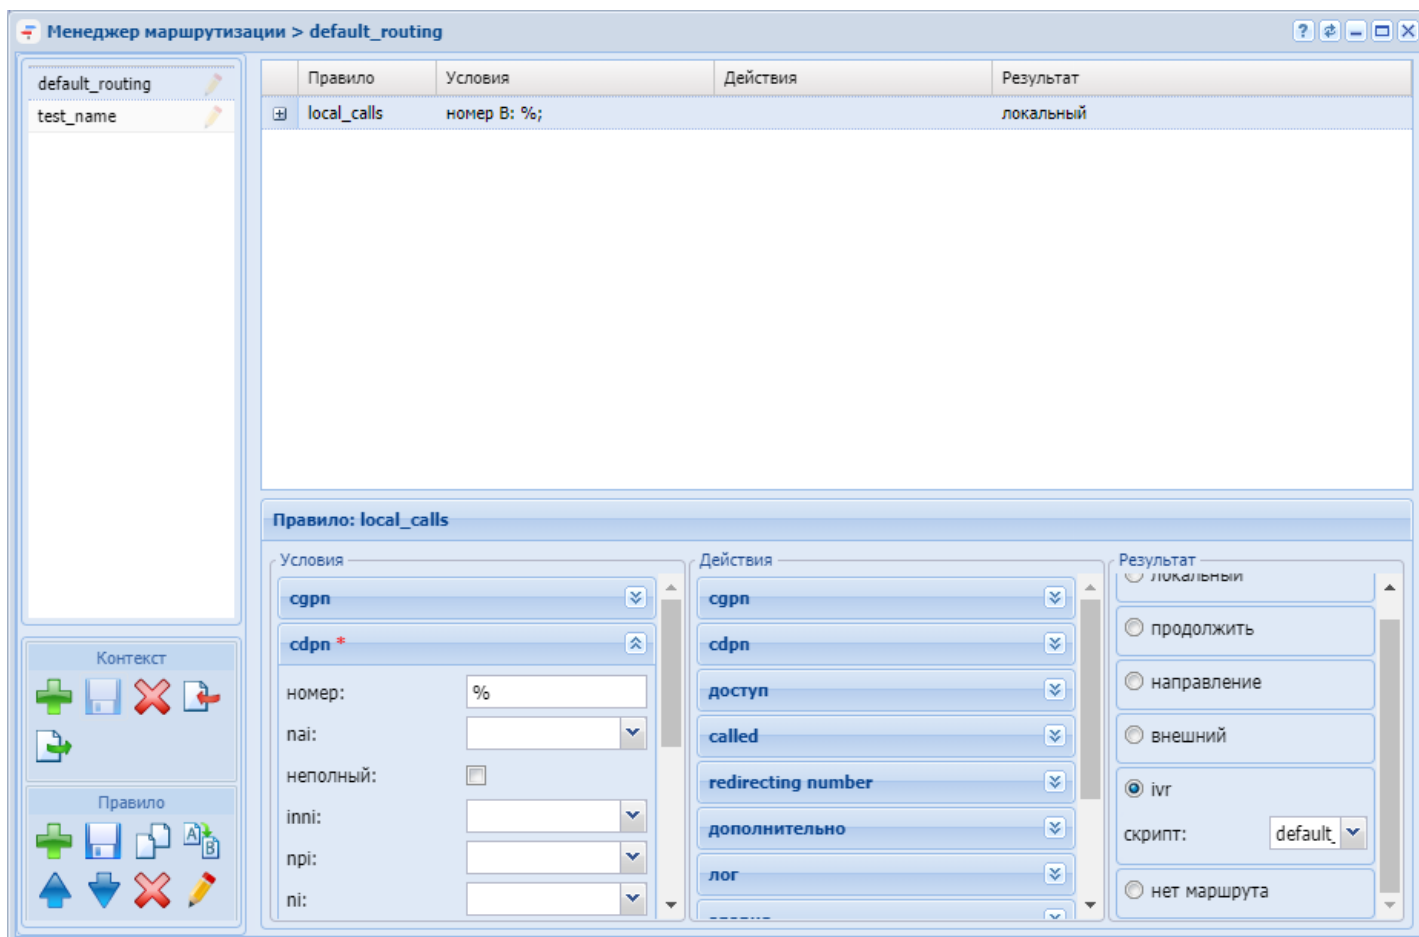 Менеджер маршрутизации > default_routing
default_routing
test_name
Правило Условия Действия Результат
local_calls номер B: %; локальный
Правило: local_calls
Условия
cgpn
cdpn *
номер: %
nai:
неполный:
inni:
npi:
ni:
Действия
cgpn
cdpn
доступ
called
redirecting number
дополнительно
лог
Результат
локальный
продолжить
направление
внешний
ivr
скрипт: default_
нет маршрута
Контекст
Правило